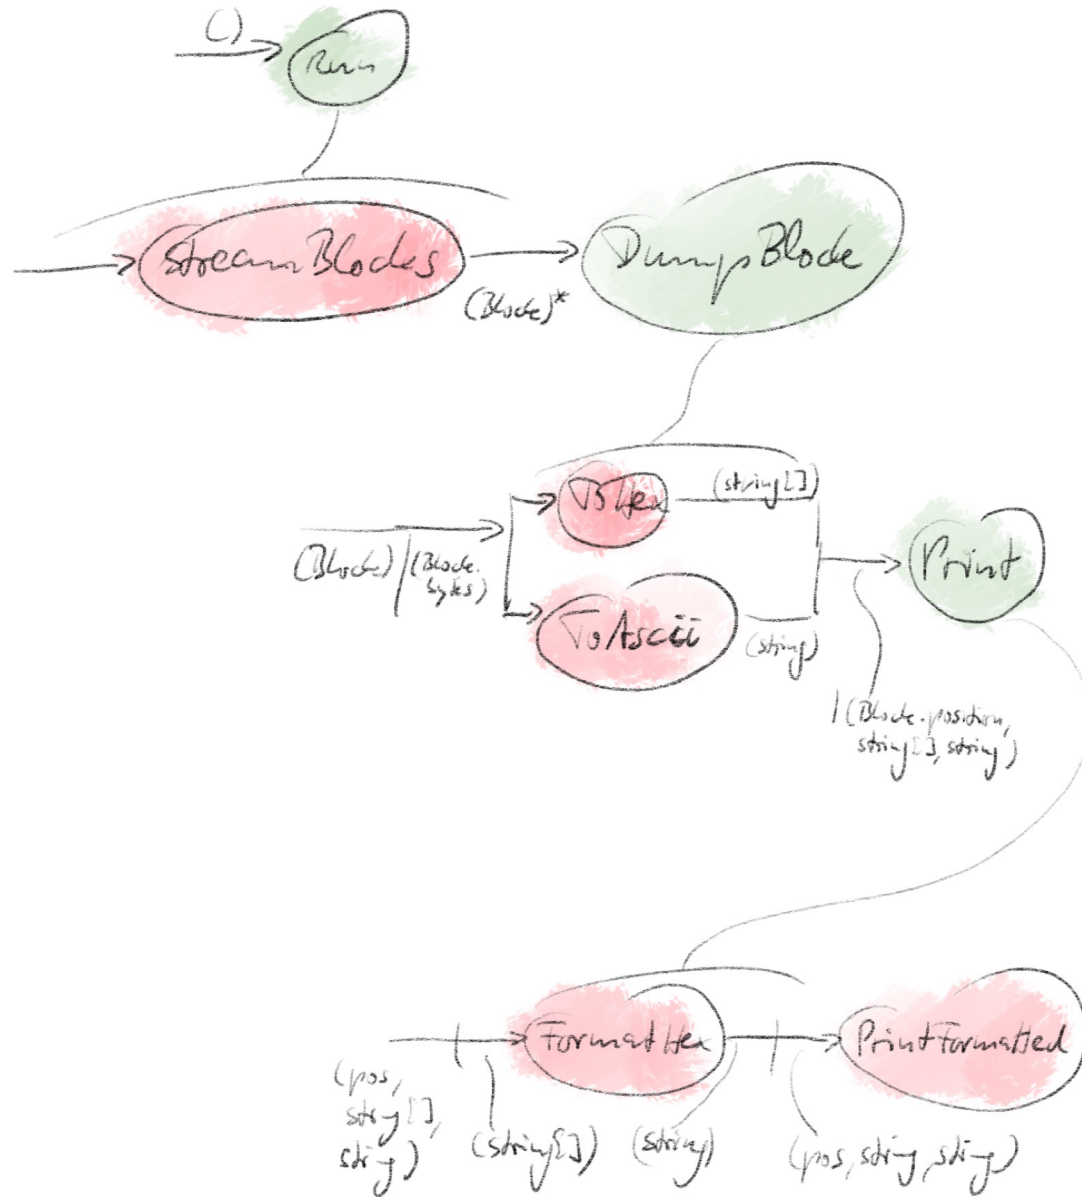 ()
Run
StreamBlocks
DumpBlock
(Block)*
ToHex
(string[])
(Block)
|(Block.
bytes)
Print
ToAscii
(string)
|(Block.position,
string[], string)
FormatHex
PrintFormatted
(pos,
string[],
string)
(string[])
(string)
(pos, string, string)